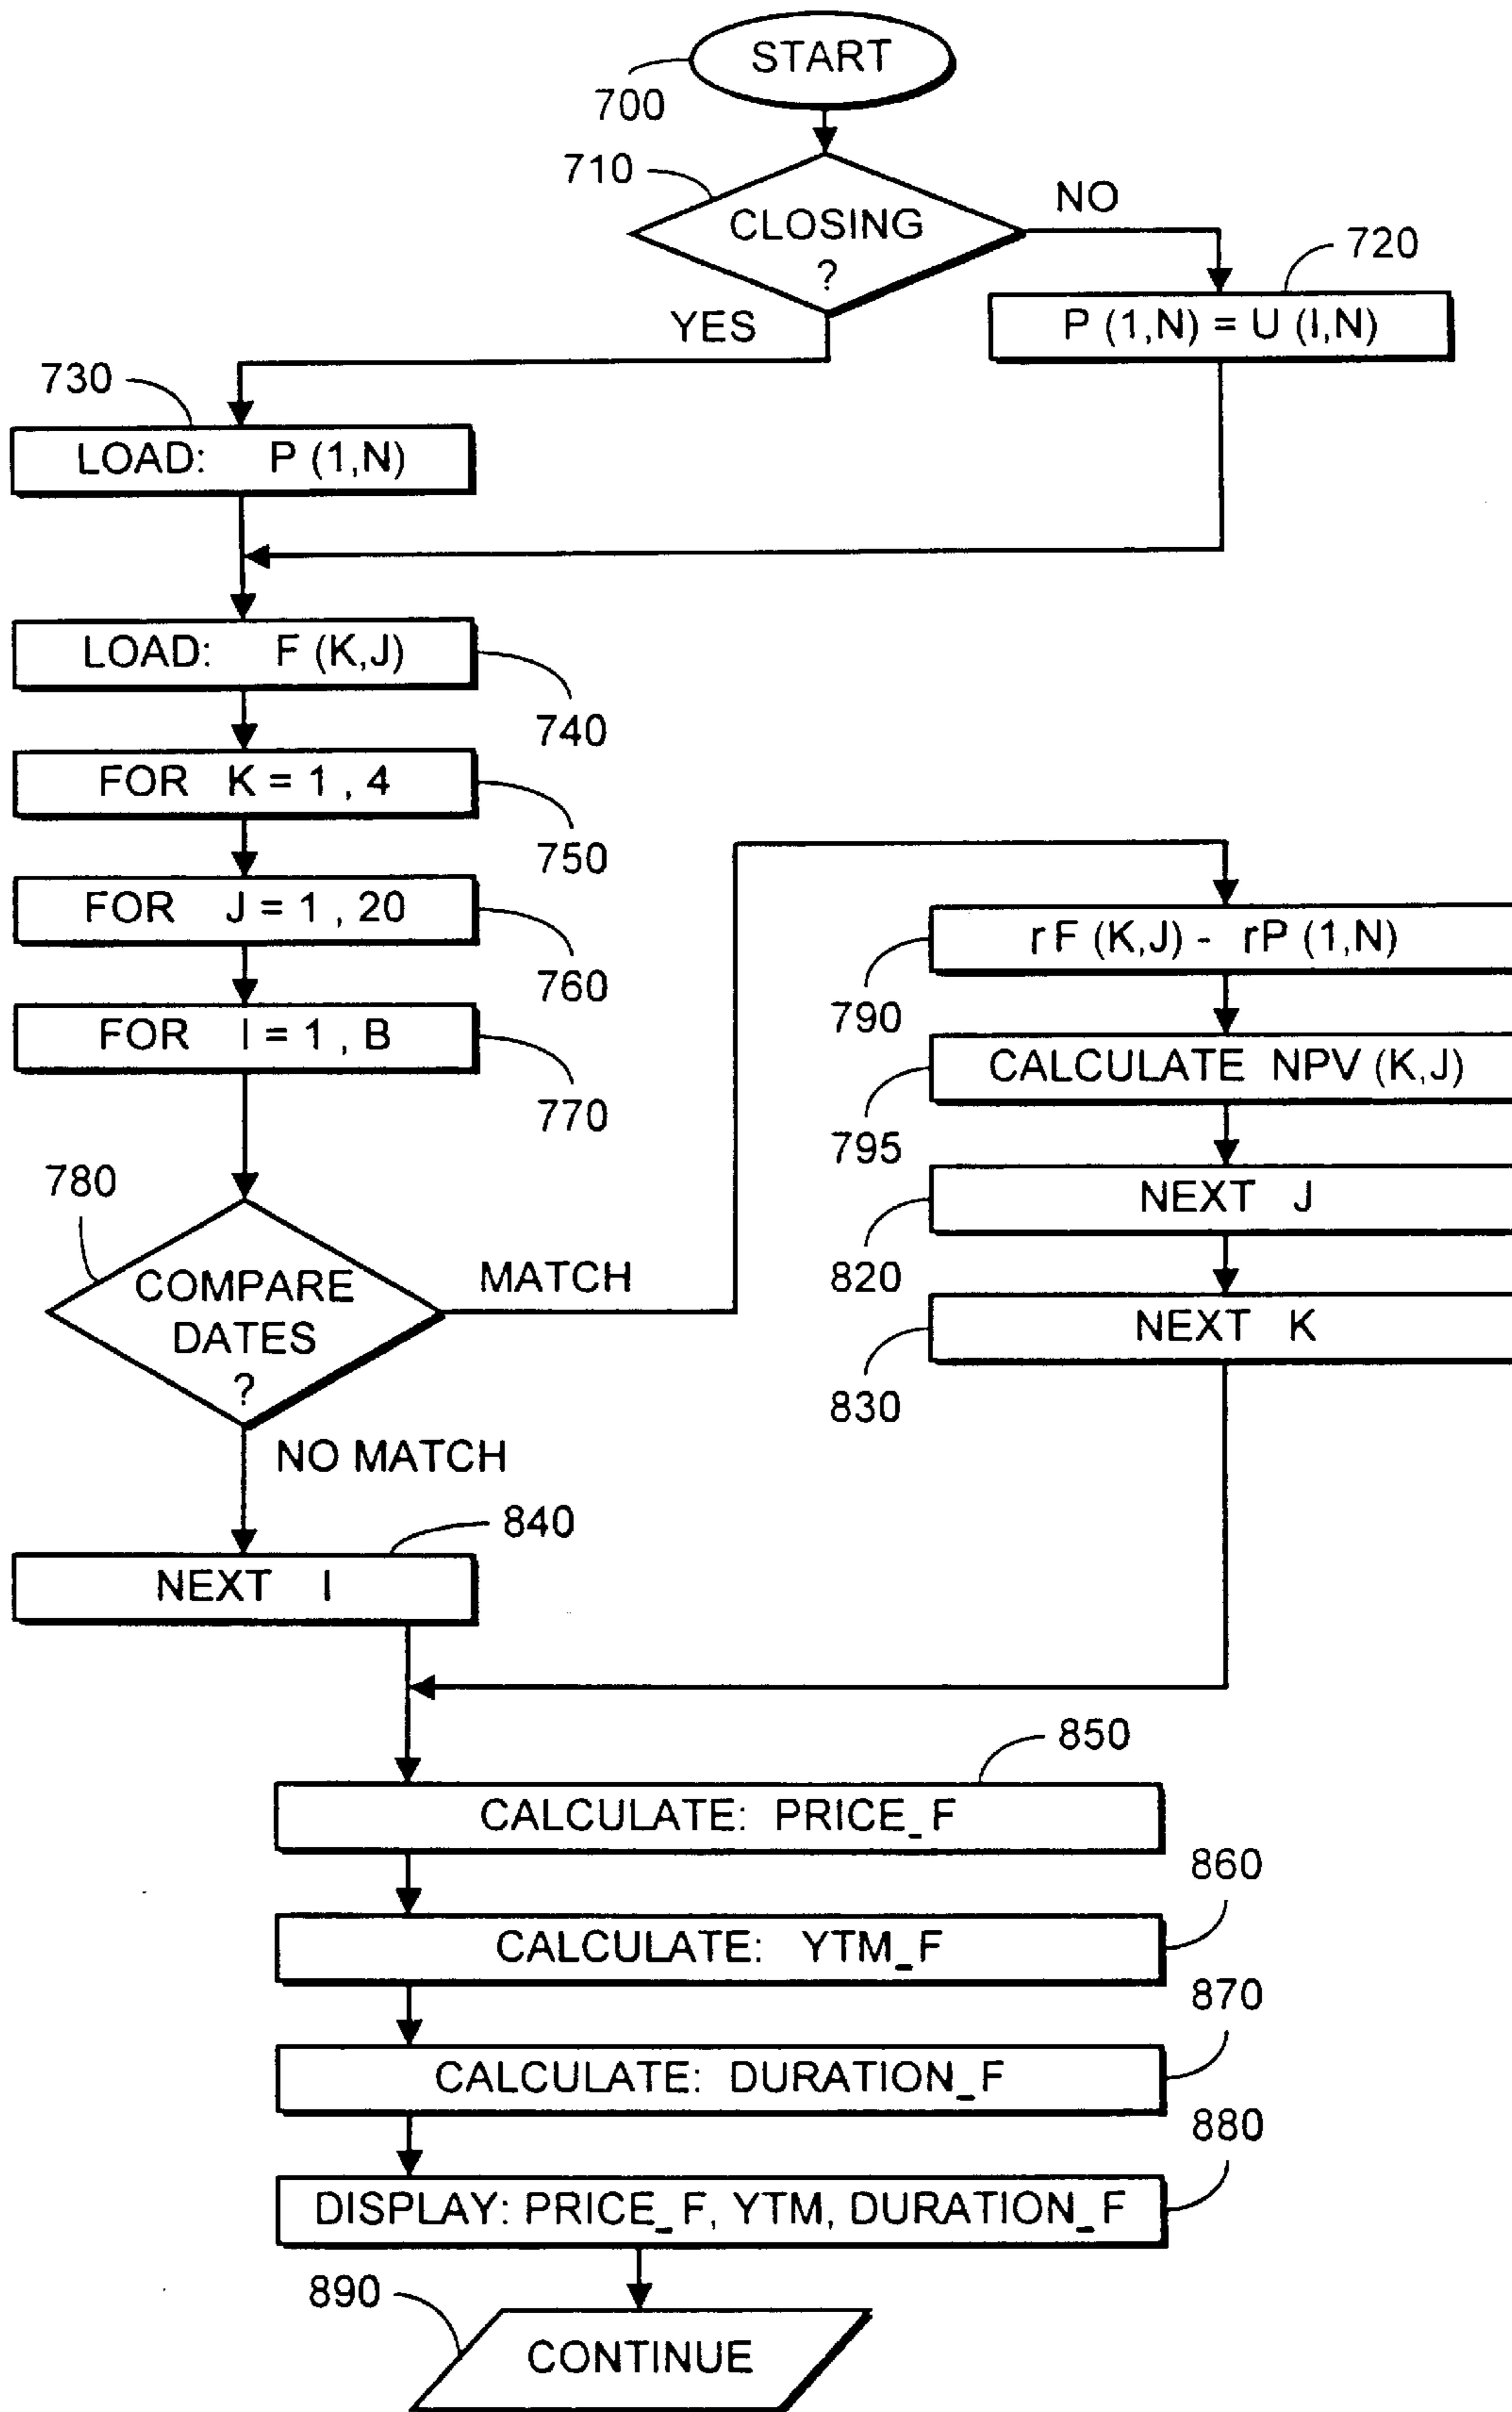 START
700
710
CLOSING
?
NO
720
P (1,N) = U (I,N)
YES
730
LOAD: P (1,N)
LOAD: F (K,J)
740
FOR K = 1 , 4
750
FOR J = 1 , 20
760
FOR I = 1 , B
770
780
COMPARE
DATES
?
MATCH
NO MATCH
rF (K,J) - rP (1,N)
790
CALCULATE NPV (K,J)
795
NEXT J
820
NEXT K
830
840
NEXT I
850
CALCULATE: PRICE_F
860
CALCULATE: YTM_F
870
CALCULATE: DURATION_F
880
DISPLAY: PRICE_F, YTM, DURATION_F
890
CONTINUE